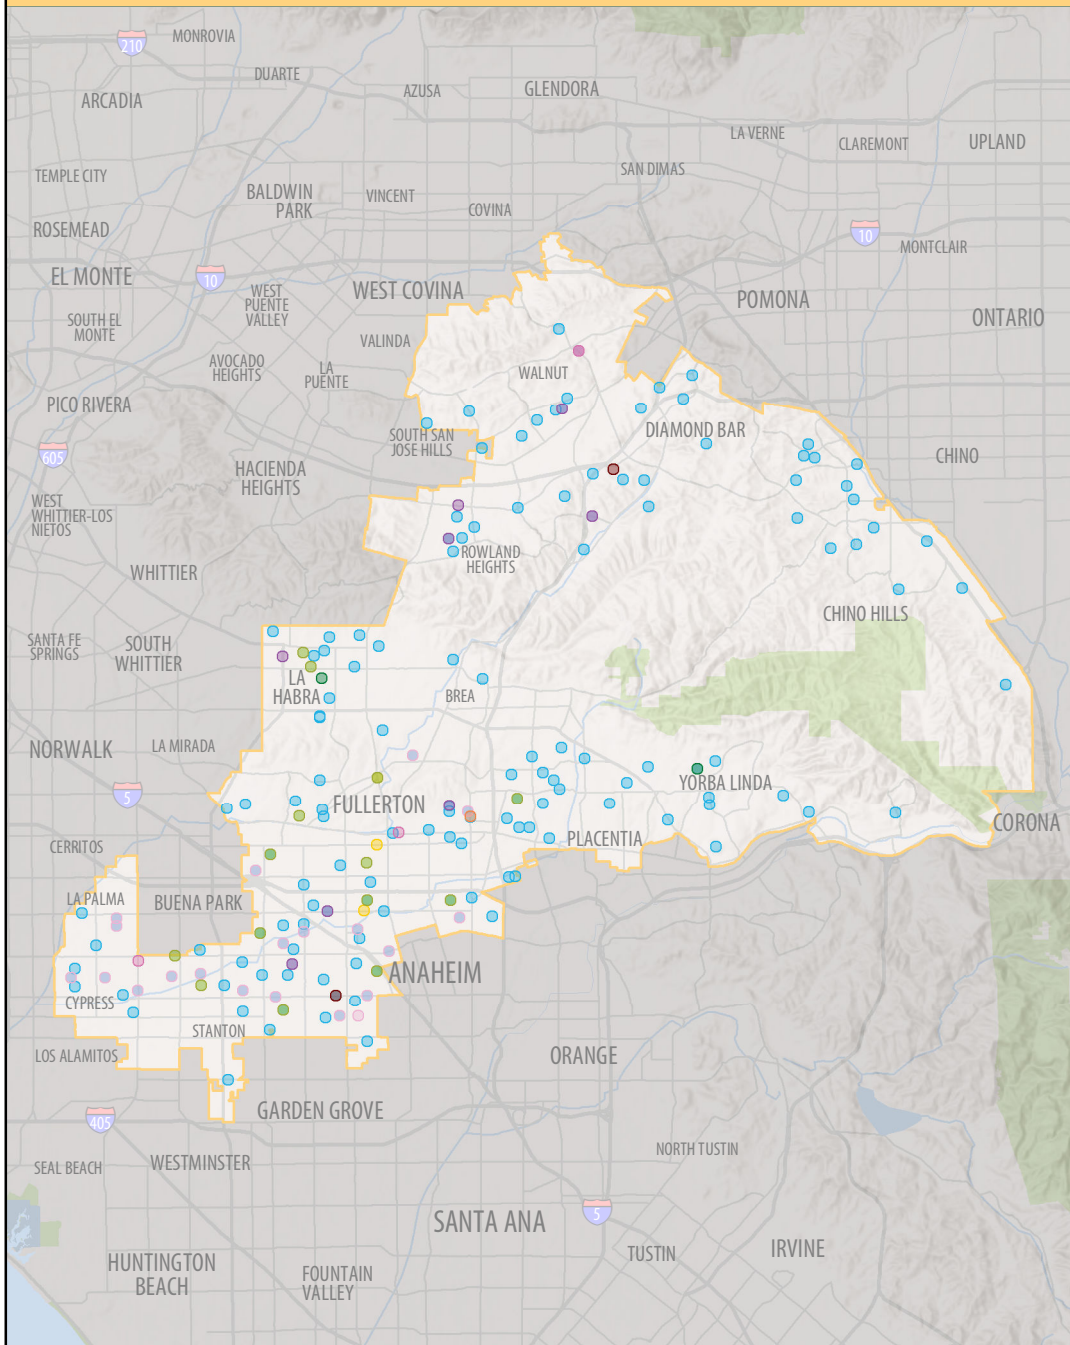 MONROVIA
210
DUARTE
AZUSA
GLENDORA
ARCADIA
LA VERNE
CLAREMONT
UPLAND
TEMPLE CITY
SAN DIMAS
BALDWIN
PARK
VINCENT
COVINA
ROSEMEAD
10
MONTCLAIR
EL MONTE
10
WEST
PUENTE
VALLEY
WEST COVINA
POMONA
ONTARIO
SOUTH EL
MONTE
VALINDA
AVOCADO
HEIGHTS
LA
PUENTE
WALNUT
PICO RIVERA
SOUTH SAN
JOSE HILLS
DIAMOND BAR
605
HACIENDA
HEIGHTS
CHINO
WEST
WHITTIER-LOS
NIETOS
ROWLAND
HEIGHTS
WHITTIER
CHINO HILLS
SANTA FE
SPRINGS
SOUTH
WHITTIER
LA
HABRA
BREA
NORWALK
LA MIRADA
YORBA LINDA
5
FULLERTON
CORONA
PLACENTIA
CERRITOS
LA PALMA
BUENA PARK
ANAHEIM
CYPRESS
STANTON
LOS ALAMITOS
ORANGE
GARDEN GROVE
405
NORTH TUSTIN
SEAL BEACH
WESTMINSTER
5
SANTA ANA
TUSTIN
IRVINE
HUNTINGTON
BEACH
FOUNTAIN
VALLEY